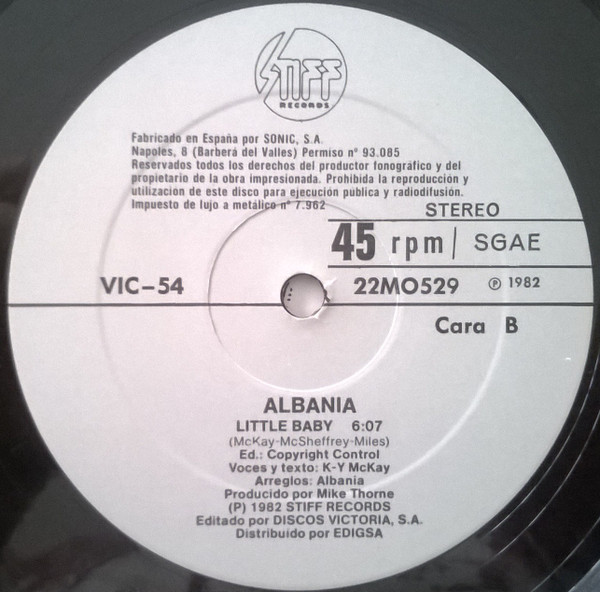 STIFF
RECORDS
Fabricado en España por SONIC, S.A.
Napoles, 8 (Barberá del Valles) Permiso nº 93.085
Reservados todos los derechos del productor fonográfico y del
propietario de la obra impresionada. Prohibida la reproducción y
utilización de este disco para ejecución pública y radiodifusión.
Impuesto de lujo a metálico nº 7.962
STEREO
45 rpm/ SGAE
VIC-54 22MO529 Ⓟ 1982
Cara B
ALBANIA
LITTLE BABY 6:07
(McKay-McSheffrey-Miles)
Ed.: Copyright Control
Voces y texto: K-Y McKay
Arreglos: Albania
Producido por Mike Thorne
(P) 1982 STIFF RECORDS
Editado por DISCOS VICTORIA, S.A.
Distribuido por EDIGSA